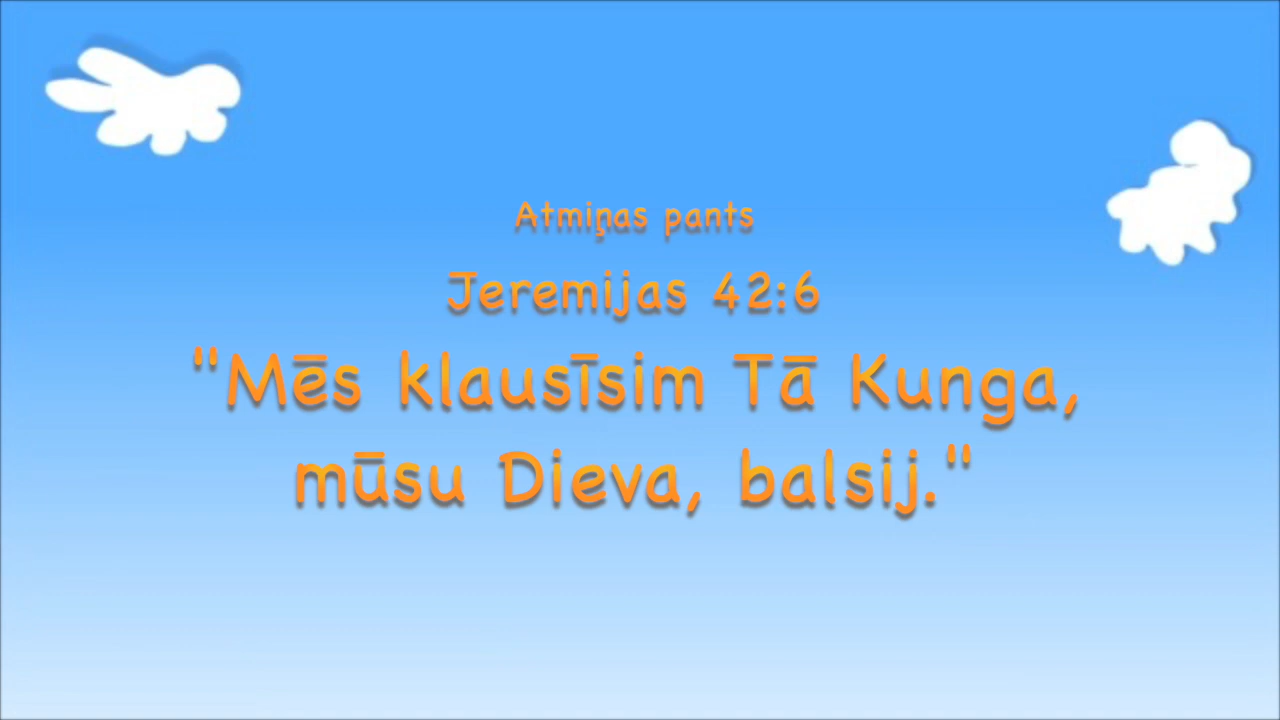 Atmiņas pants
Jeremijas 42:6
"Mēs klausīsim Tā Kunga,
mūsu Dieva, balsij."